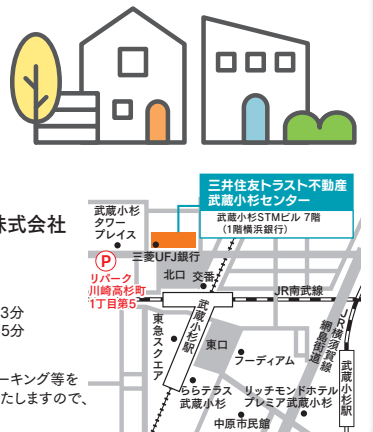 三井住友トラスト不動産
武蔵小杉センター
武蔵小杉STMビル 7階
(1階横浜銀行)
株式会社
武蔵小杉
タワー
プレイス
三菱UFJ銀行
P
リパーク
川崎高杉町
1丁目第5
北口
交番
JR南武線
3分
5分
東急スクエア
武蔵小杉駅
東口
フーディアム
JR横須賀線
綱島街道
武蔵小杉駅
ーキング等を
たしますので、
ららテラス
武蔵小杉
リッチモンドホテル
プレミア武蔵小杉
中原市民館